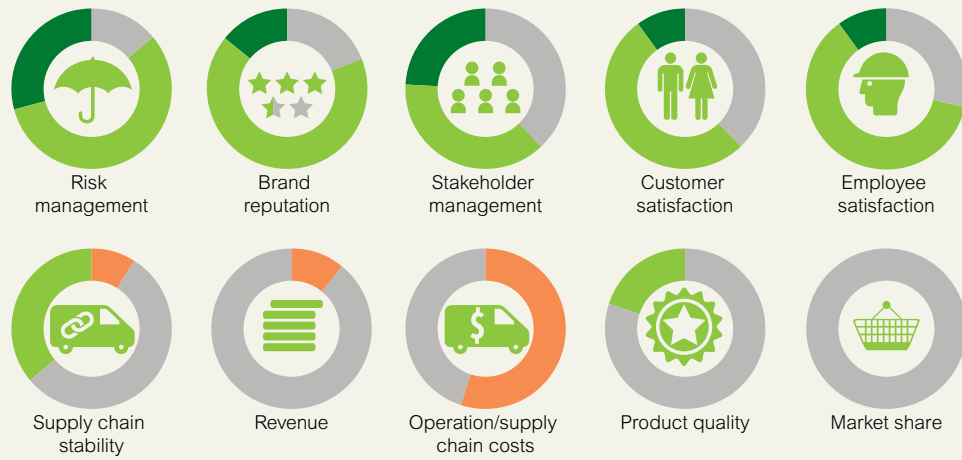 Risk
management
Brand
reputation
Stakeholder
management
Customer
satisfaction
Employee
satisfaction
Supply chain
stability
Revenue
Operation/supply
chain costs
Product quality
Market share